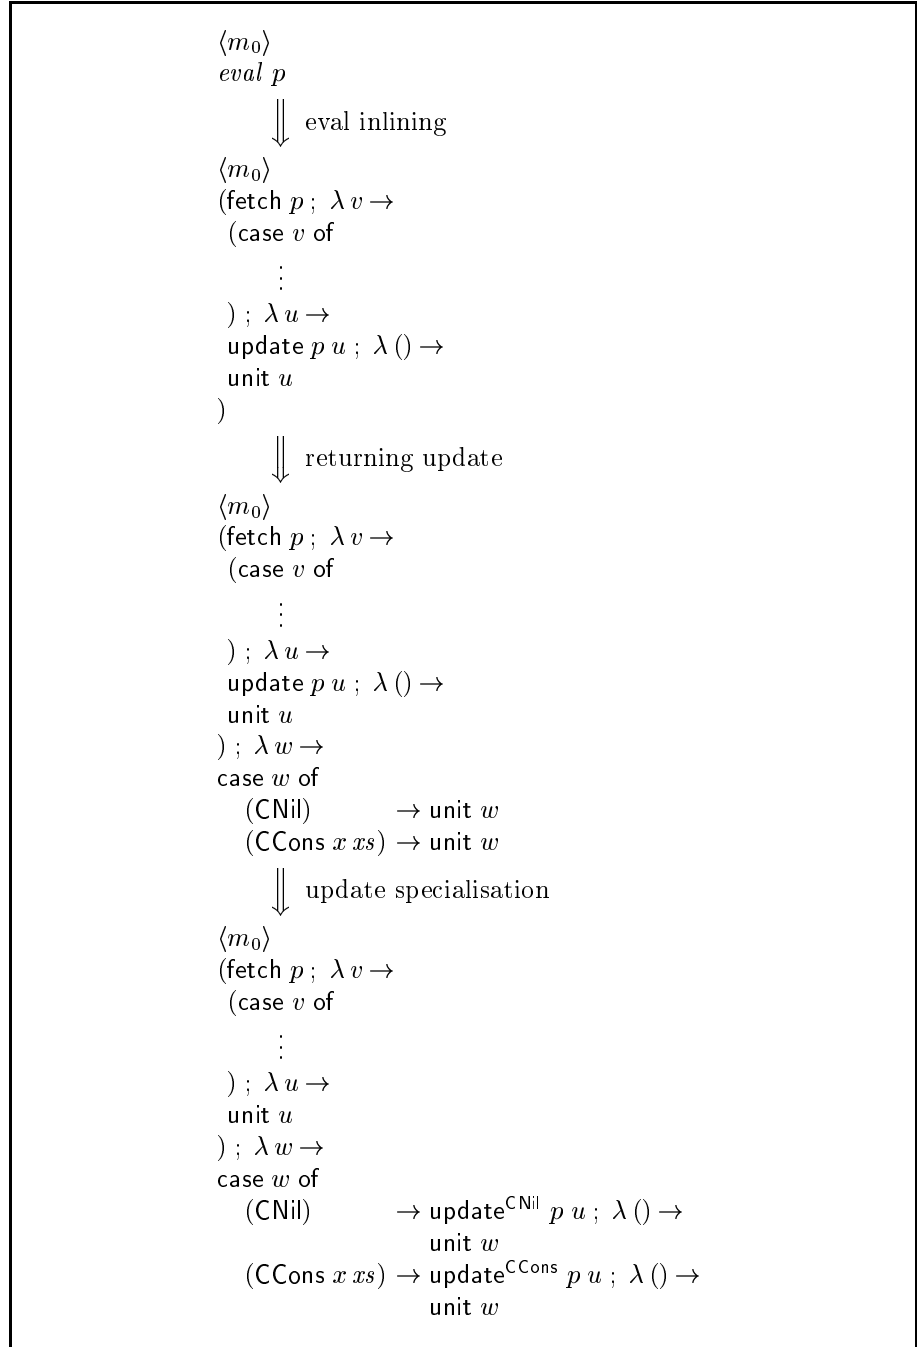 ⟨m₀⟩
eval p
⇓ eval inlining
⟨m₀⟩
(fetch p ; λ v →
(case v of
⋮
) ; λ u →
update p u ; λ () →
unit u
)
⇓ returning update
⟨m₀⟩
(fetch p ; λ v →
(case v of
⋮
) ; λ u →
update p u ; λ () →
unit u
) ; λ w →
case w of
(CNil) → unit w
(CCons x xs) → unit w
⇓ update specialisation
⟨m₀⟩
(fetch p ; λ v →
(case v of
⋮
) ; λ u →
unit u
) ; λ w →
case w of
(CNil) → update^CNil p u ; λ () →
unit w
(CCons x xs) → update^CCons p u ; λ () →
unit w